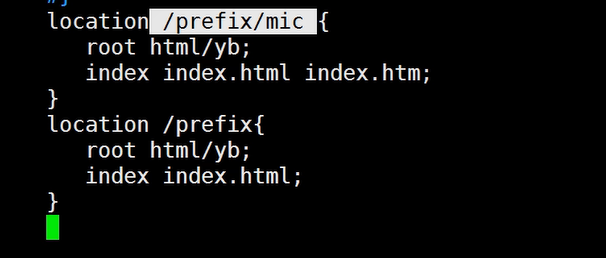 location /prefix/mic {
root html/yb;
index index.html index.htm;
}
location /prefix{
root html/yb;
index index.html;
}